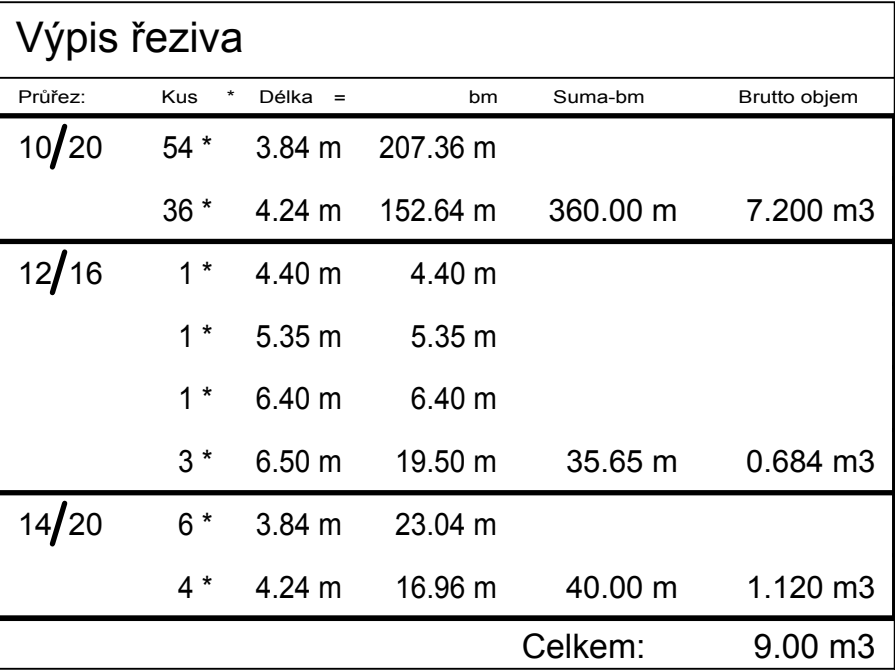 Výpis řeziva
Průřez: Kus * Délka = bm Suma-bm Brutto objem
10/20 54 * 3.84 m 207.36 m
36 * 4.24 m 152.64 m 360.00 m 7.200 m3
12/16 1 * 4.40 m 4.40 m
1 * 5.35 m 5.35 m
1 * 6.40 m 6.40 m
3 * 6.50 m 19.50 m 35.65 m 0.684 m3
14/20 6 * 3.84 m 23.04 m
4 * 4.24 m 16.96 m 40.00 m 1.120 m3
Celkem: 9.00 m3